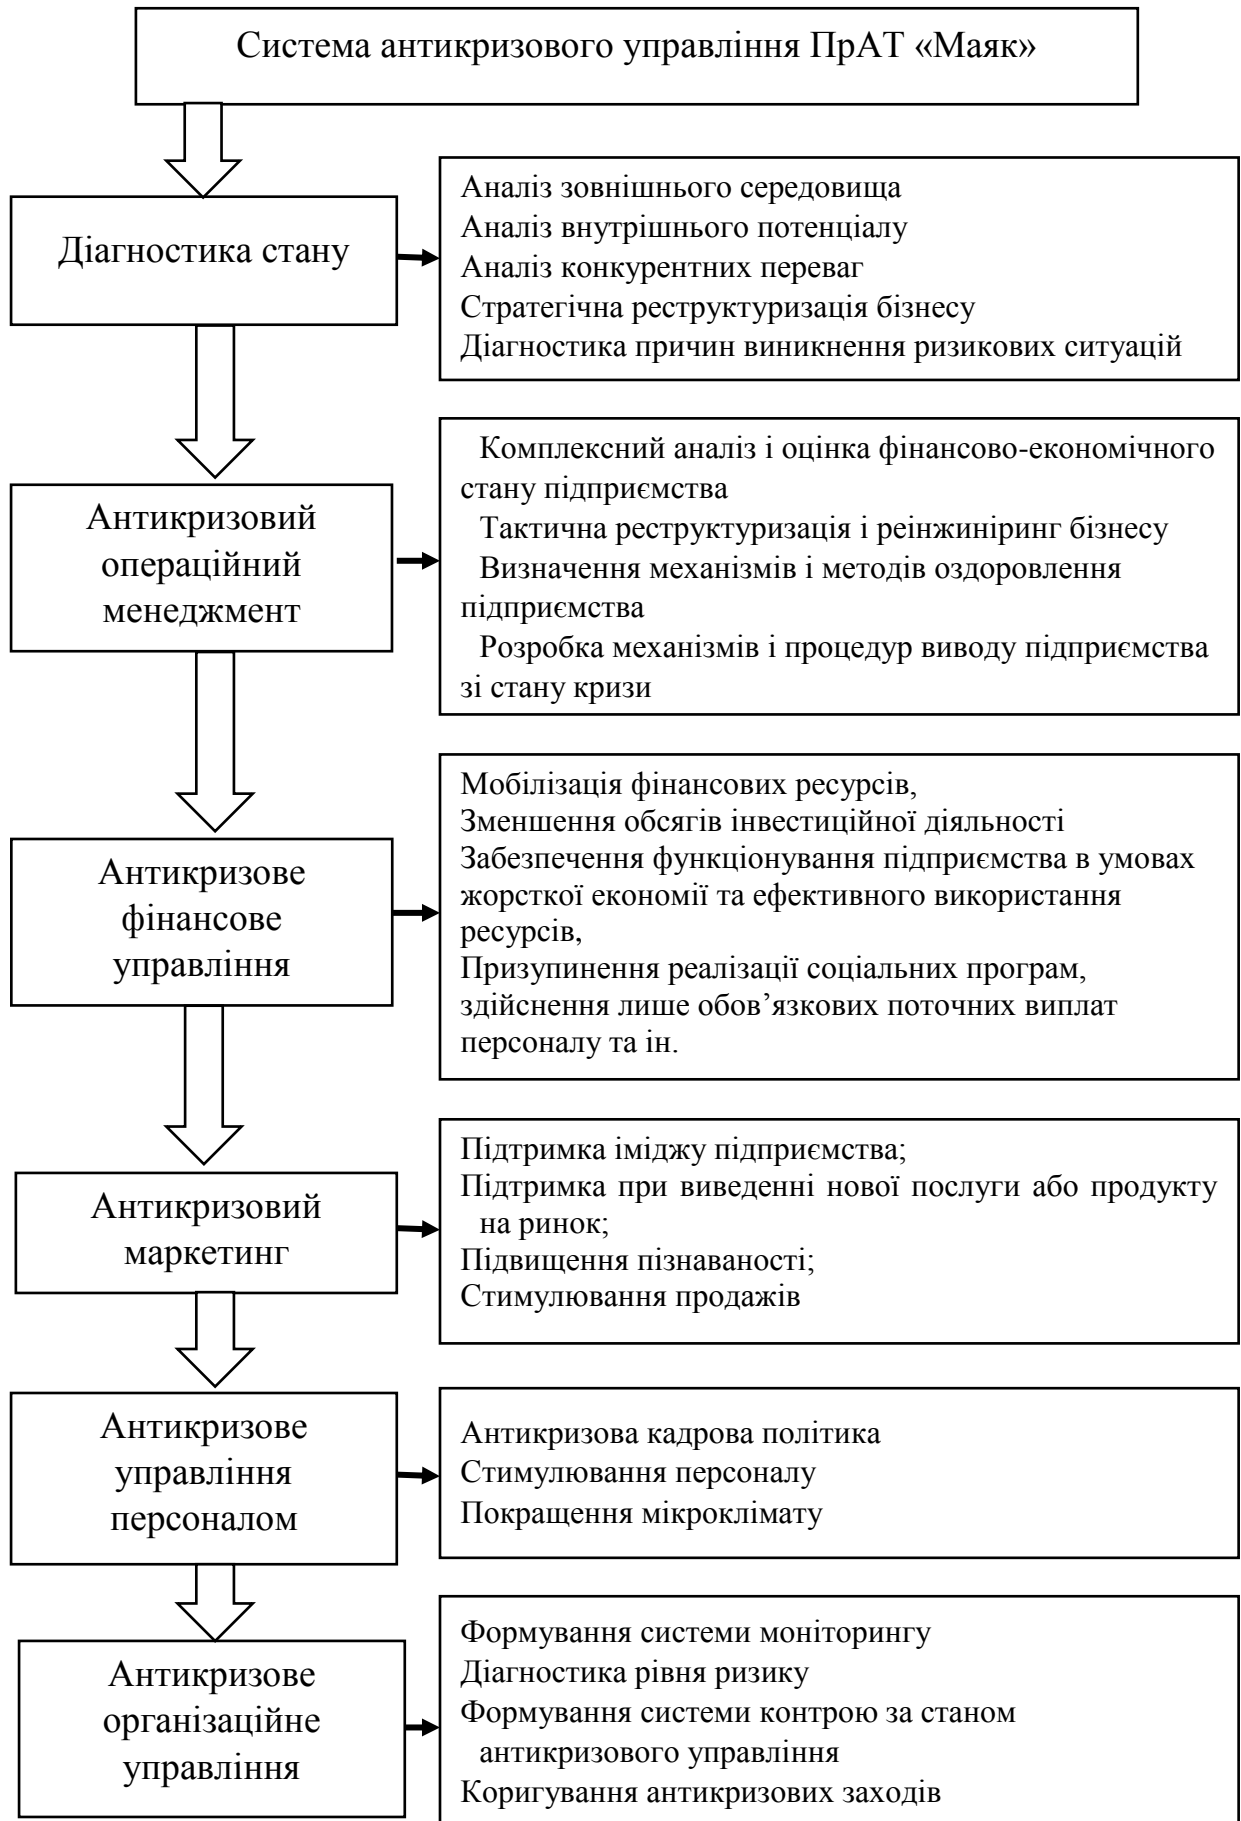 Система антикризового управління ПрАТ «Маяк»
Діагностика стану
Аналіз зовнішнього середовища
Аналіз внутрішнього потенціалу
Аналіз конкурентних переваг
Стратегічна реструктуризація бізнесу
Діагностика причин виникнення ризикових ситуацій
Антикризовий
операційний
менеджмент
Комплексний аналіз і оцінка фінансово-економічного
стану підприємства
Тактична реструктуризація і реінжиніринг бізнесу
Визначення механізмів і методів оздоровлення
підприємства
Розробка механізмів і процедур виводу підприємства
зі стану кризи
Антикризове
фінансове
управління
Мобілізація фінансових ресурсів,
Зменшення обсягів інвестиційної діяльності
Забезпечення функціонування підприємства в умовах
жорсткої економії та ефективного використання
ресурсів,
Призупинення реалізації соціальних програм,
здійснення лише обов’язкових поточних виплат
персоналу та ін.
Антикризовий
маркетинг
Підтримка іміджу підприємства;
Підтримка при виведенні нової послуги або продукту
на ринок;
Підвищення пізнаваності;
Стимулювання продажів
Антикризове
управління
персоналом
Антикризова кадрова політика
Стимулювання персоналу
Покращення мікроклімату
Антикризове
організаційне
управління
Формування системи моніторингу
Діагностика рівня ризику
Формування системи контрою за станом
антикризового управління
Коригування антикризових заходів